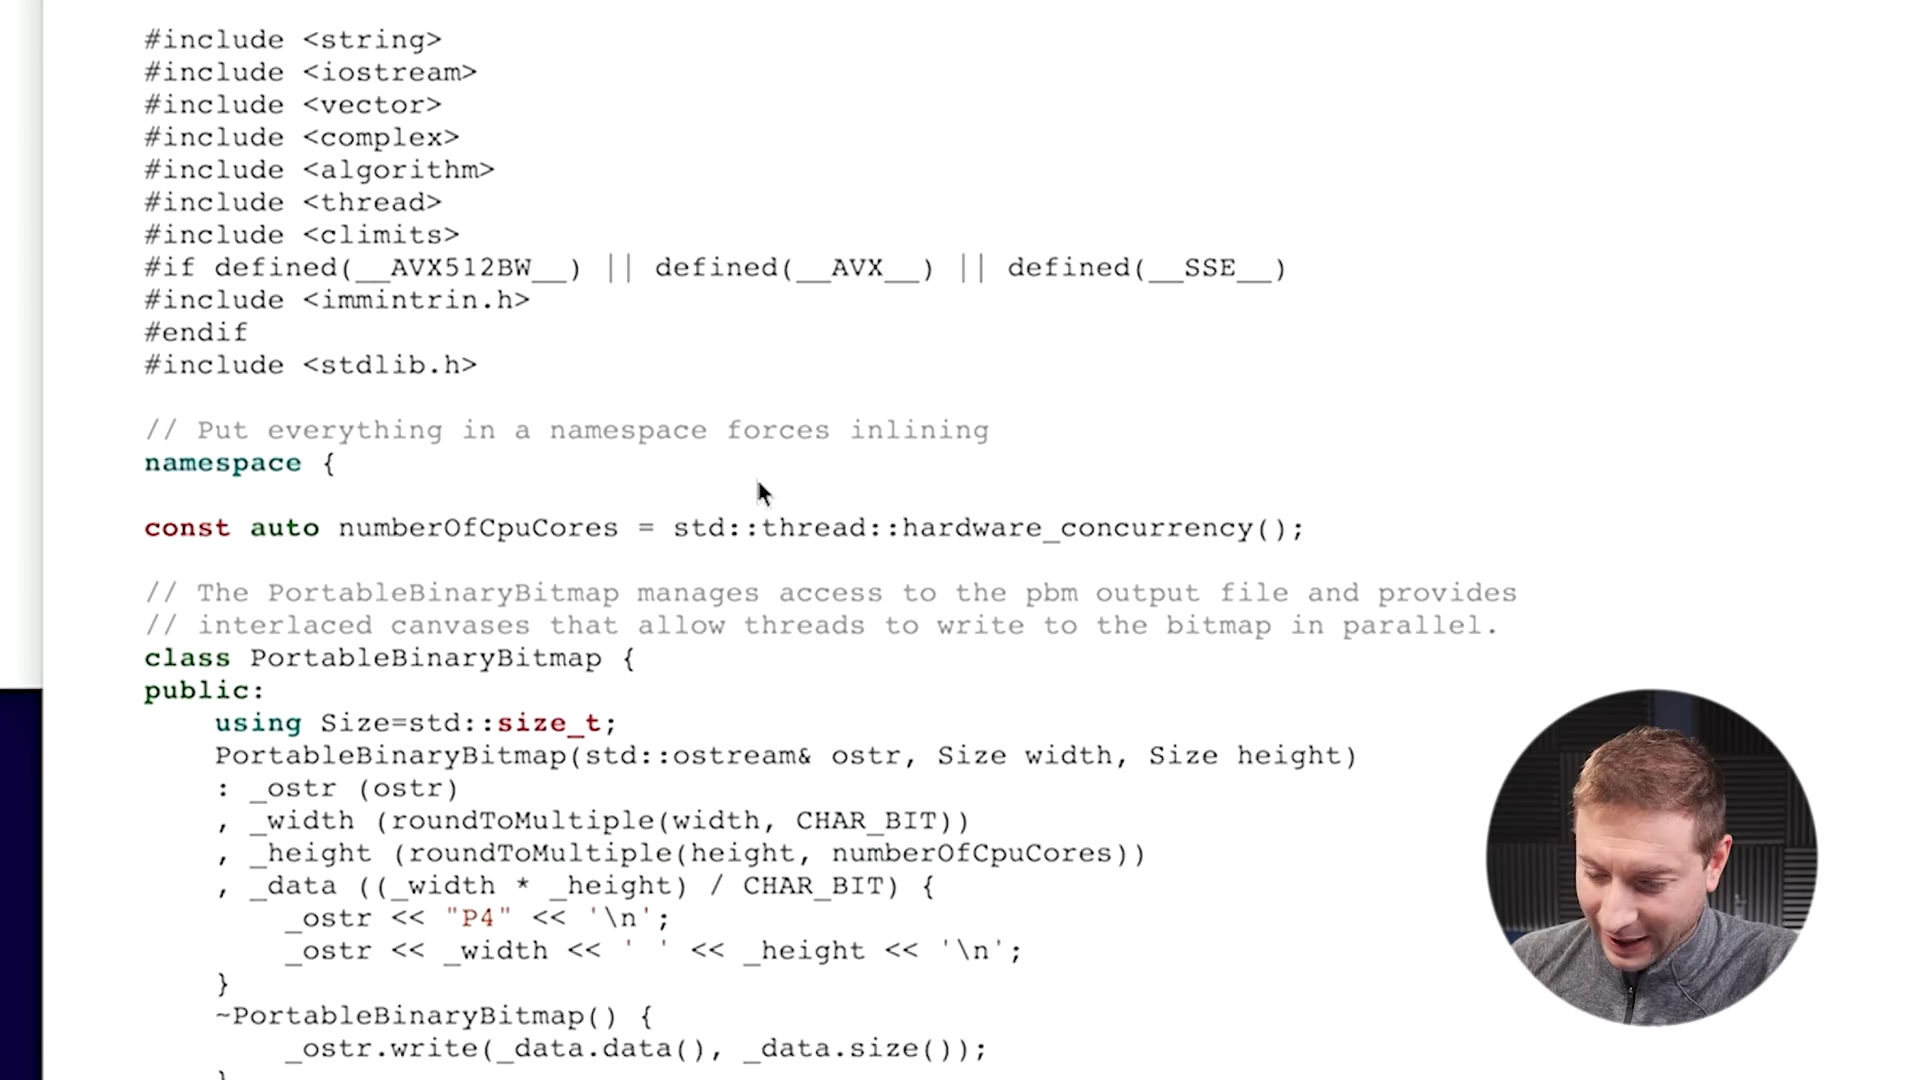 #include <string>
#include <iostream>
#include <vector>
#include <complex>
#include <algorithm>
#include <thread>
#include <climits>
#if defined(__AVX512BW__) || defined(__AVX__) || defined(__SSE__)
#include <immintrin.h>
#endif
#include <stdlib.h>
// Put everything in a namespace forces inlining
namespace {
const auto numberOfCpuCores = std::thread::hardware_concurrency();
// The PortableBinaryBitmap manages access to the pbm output file and provides
// interlaced canvases that allow threads to write to the bitmap in parallel.
class PortableBinaryBitmap {
public:
using Size=std::size_t;
PortableBinaryBitmap(std::ostream& ostr, Size width, Size height)
: _ostr (ostr)
, _width (roundToMultiple(width, CHAR_BIT))
, _height (roundToMultiple(height, numberOfCpuCores))
, _data ((_width * _height) / CHAR_BIT) {
_ostr << "P4" << '\n';
_ostr << _width << ' ' << _height << '\n';
}
~PortableBinaryBitmap() {
_ostr.write(_data.data(), _data.size());
}